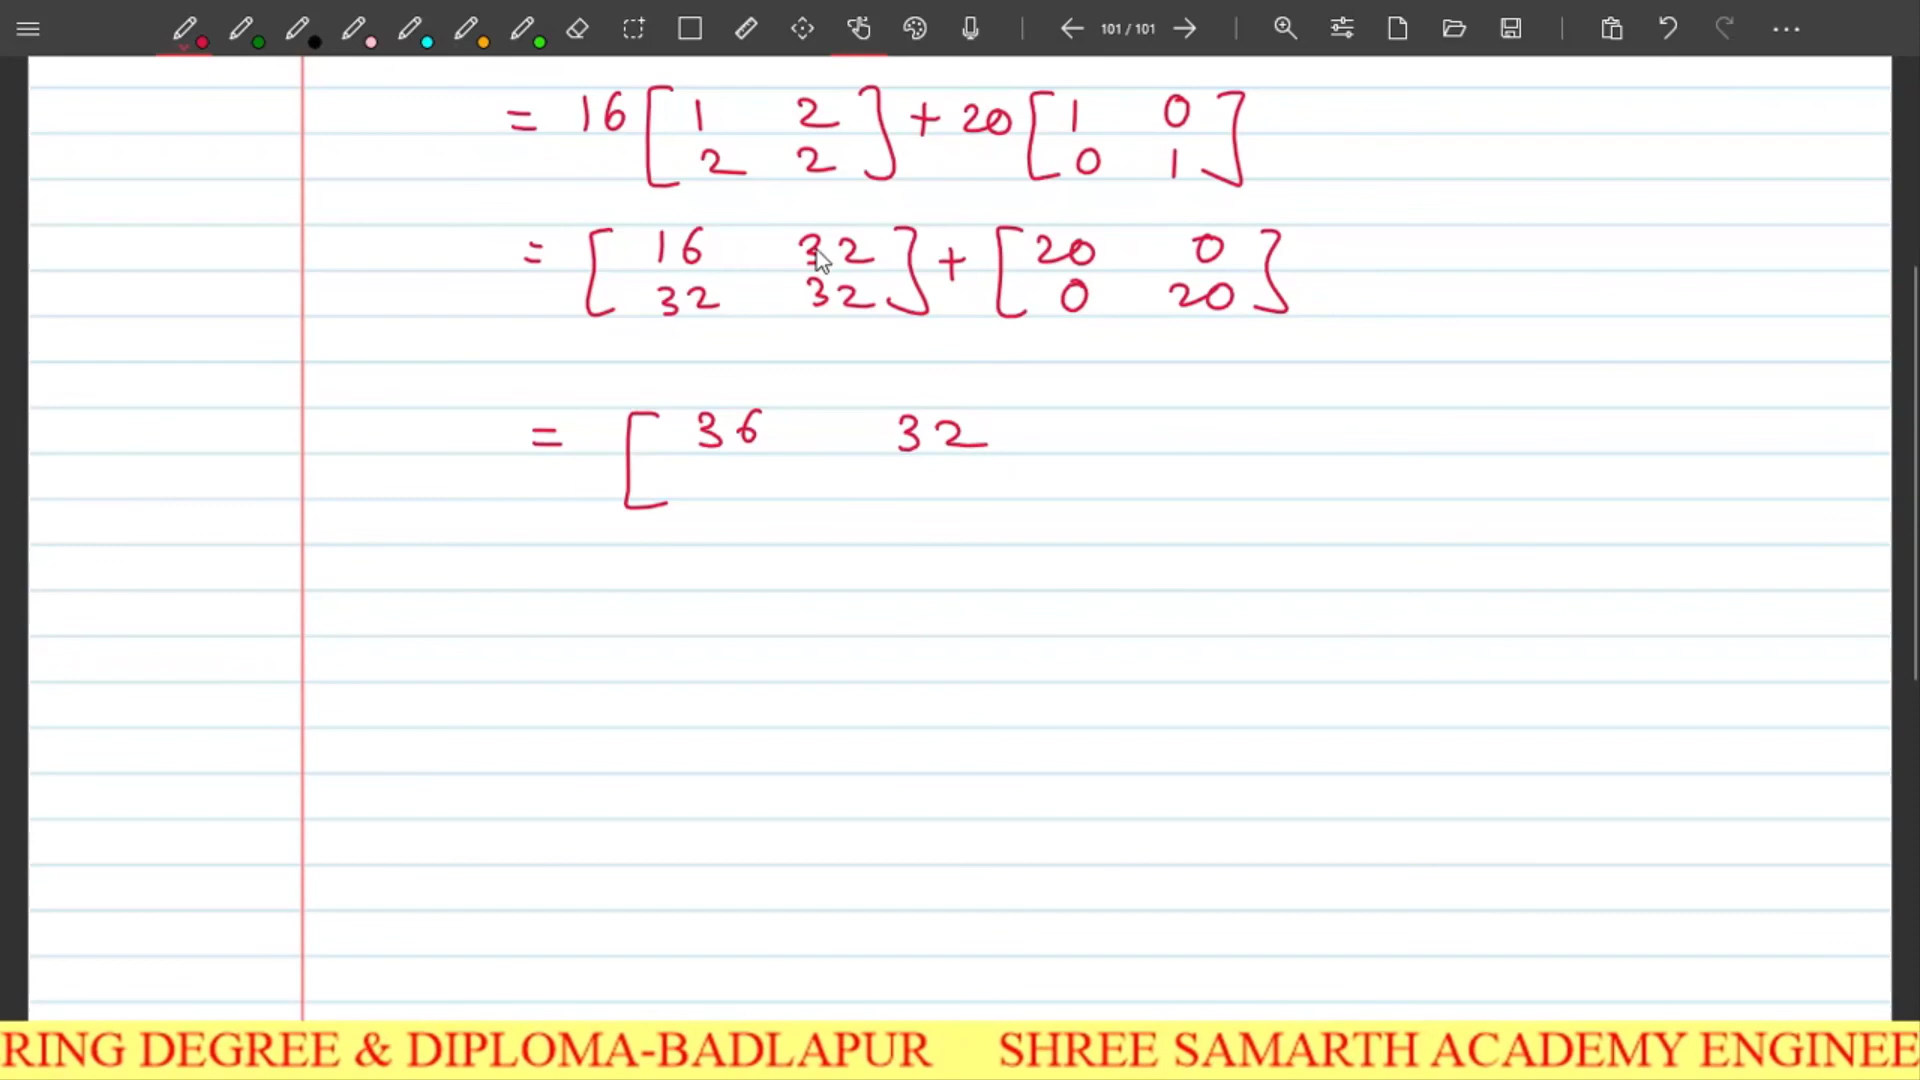 101 / 101
= 16 [ 1 2 ] + 20 [ 1 0 ]
2 2 0 1
= [ 16 32 ] + [ 20 0 ]
32 32 0 20
= [ 36 32
RING DEGREE & DIPLOMA-BADLAPUR SHREE SAMARTH ACADEMY ENGINEE